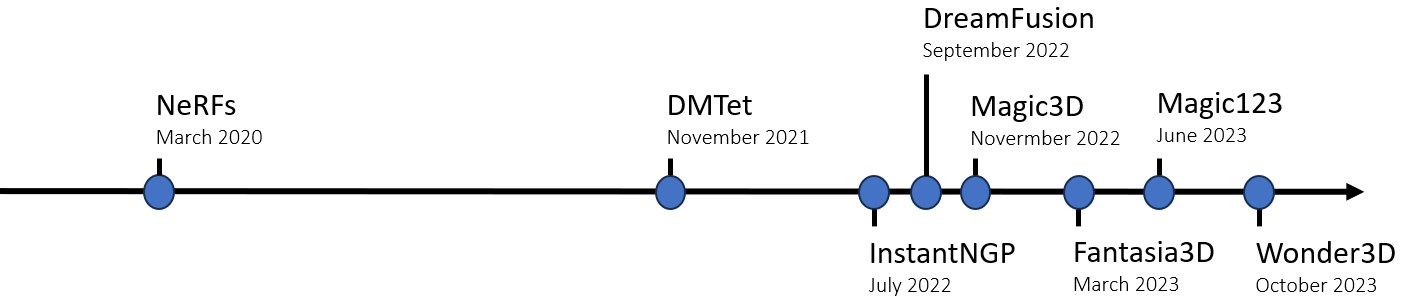 DreamFusion
September 2022
NeRFs
March 2020
DMTet
November 2021
Magic3D
Novermber 2022
Magic123
June 2023
InstantNGP
July 2022
Fantasia3D
March 2023
Wonder3D
October 2023